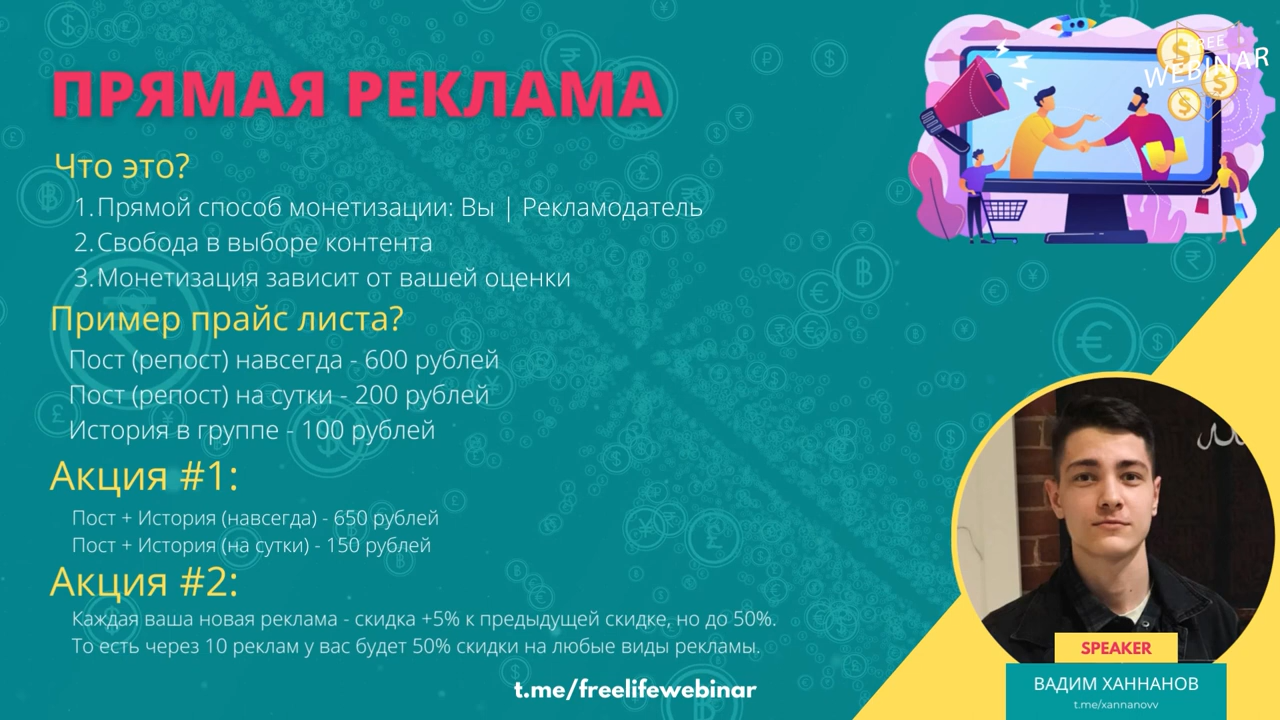 ПРЯМАЯ РЕКЛАМА
FREE
WEBINAR
Что это?
1. Прямой способ монетизации: Вы | Рекламодатель
2. Свобода в выборе контента
3. Монетизация зависит от вашей оценки
Пример прайс листа?
Пост (репост) навсегда - 600 рублей
Пост (репост) на сутки - 200 рублей
История в группе - 100 рублей
Акция #1:
Пост + История (навсегда) - 650 рублей
Пост + История (на сутки) - 150 рублей
Акция #2:
Каждая ваша новая реклама - скидка +5% к предыдущей скидке, но до 50%.
То есть через 10 реклам у вас будет 50% скидки на любые виды рекламы.
t.me/freelifewebinar
SPEAKER
ВАДИМ ХАННАНОВ
t.me/xannanovv